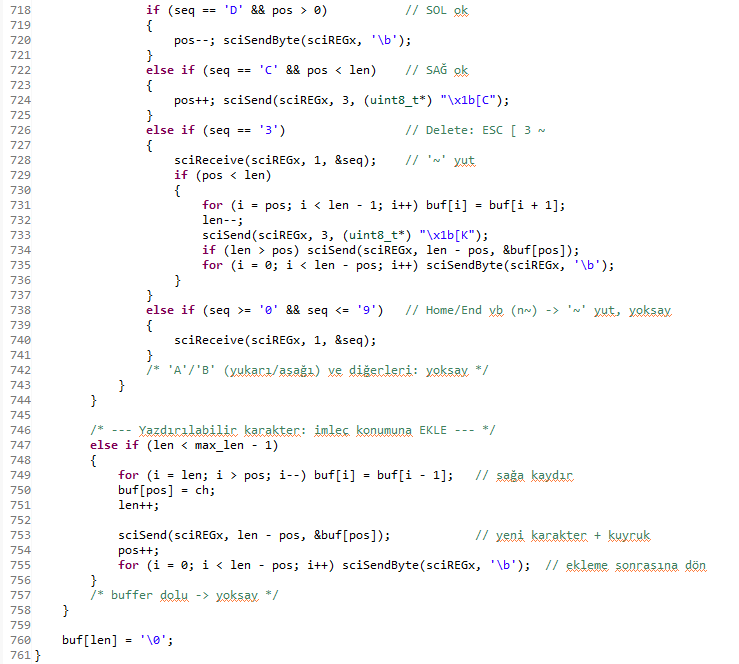 718 if (seq == 'D' && pos > 0) // SOL ok
719 {
720 pos--; sciSendByte(sciREGx, '\b');
721 }
722 else if (seq == 'C' && pos < len) // SAĞ ok
723 {
724 pos++; sciSend(sciREGx, 3, (uint8_t*) "\x1b[C");
725 }
726 else if (seq == '3') // Delete: ESC [ 3 ~
727 {
728 sciReceive(sciREGx, 1, &seq); // '~' yut
729 if (pos < len)
730 {
731 for (i = pos; i < len - 1; i++) buf[i] = buf[i + 1];
732 len--;
733 sciSend(sciREGx, 3, (uint8_t*) "\x1b[K");
734 if (len > pos) sciSend(sciREGx, len - pos, &buf[pos]);
735 for (i = 0; i < len - pos; i++) sciSendByte(sciREGx, '\b');
736 }
737 }
738 else if (seq >= '0' && seq <= '9') // Home/End vb (n~) -> '~' yut, yoksay
739 {
740 sciReceive(sciREGx, 1, &seq);
741 }
742 /* 'A'/'B' (yukarı/aşağı) ve diğerleri: yoksay */
743 }
744 }
745
746 /* --- Yazdırılabilir karakter: imleç konumuna EKLE --- */
747 else if (len < max_len - 1)
748 {
749 for (i = len; i > pos; i--) buf[i] = buf[i - 1]; // sağa kaydır
750 buf[pos] = ch;
751 len++;
752
753 sciSend(sciREGx, len - pos, &buf[pos]); // yeni karakter + kuyruk
754 pos++;
755 for (i = 0; i < len - pos; i++) sciSendByte(sciREGx, '\b'); // ekleme sonrasına dön
756 }
757 /* buffer dolu -> yoksay */
758 }
759
760 buf[len] = '\0';
761 }